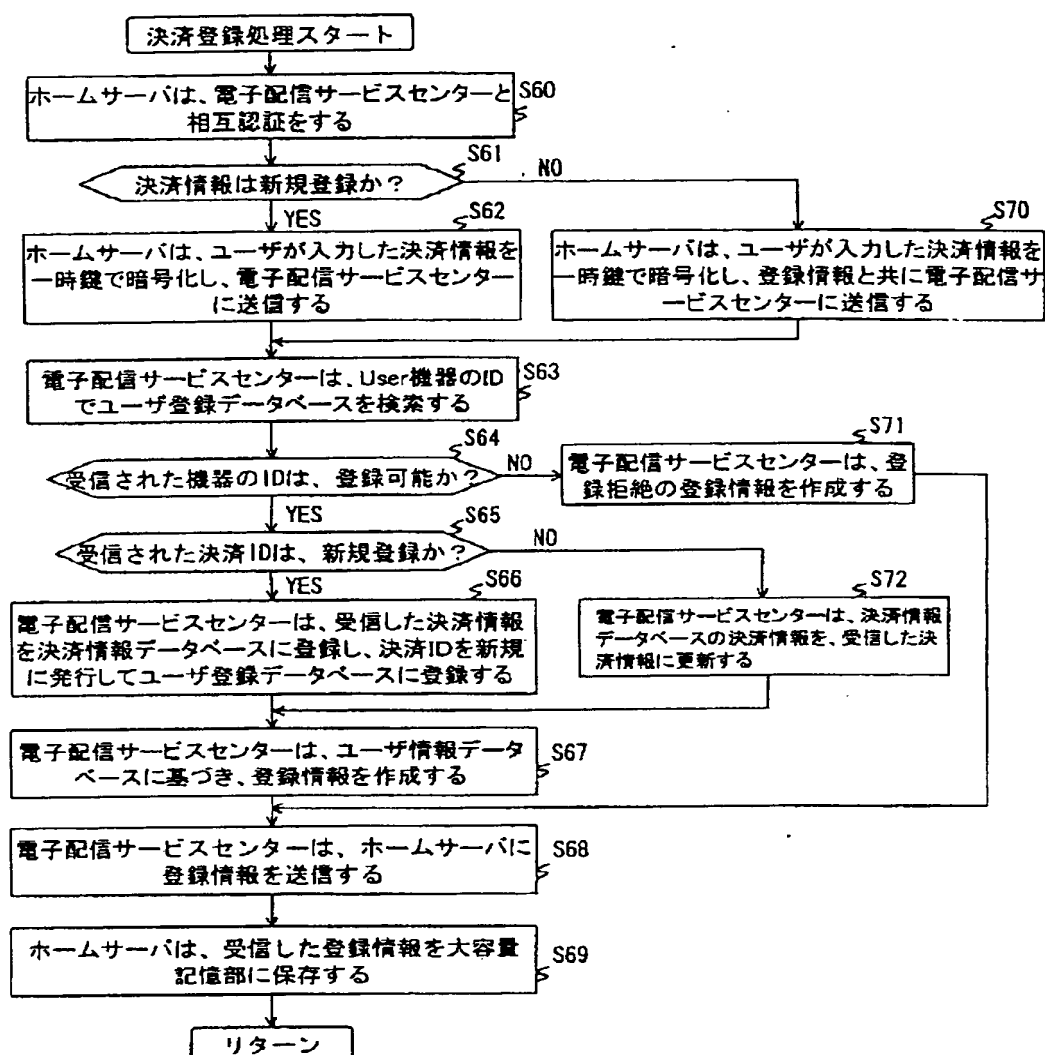 決済登録処理スタート
ホームサーバは、電子配信サービスセンターと
相互認証をする
S60
決済情報は新規登録か?
S61
NO
YES
S62
ホームサーバは、ユーザが入力した決済情報を
一時鍵で暗号化し、電子配信サービスセンター
に送信する
S70
ホームサーバは、ユーザが入力した決済情報を
一時鍵で暗号化し、登録情報と共に電子配信サ
ービスセンターに送信する
電子配信サービスセンターは、User機器のID
でユーザ登録データベースを検索する
S63
S64
受信された機器のIDは、登録可能か?
NO
YES
S71
電子配信サービスセンターは、登
録拒絶の登録情報を作成する
S65
受信された決済IDは、新規登録か?
NO
YES
S66
電子配信サービスセンターは、受信した決済情報
を決済情報データベースに登録し、決済IDを新規
に発行してユーザ登録データベースに登録する
S72
電子配信サービスセンターは、決済情報
データベースの決済情報を、受信した決
済情報に更新する
電子配信サービスセンターは、ユーザ情報データ
ベースに基づき、登録情報を作成する
S67
電子配信サービスセンターは、ホームサーバに
登録情報を送信する
S68
ホームサーバは、受信した登録情報を大容量
記憶部に保存する
S69
リターン